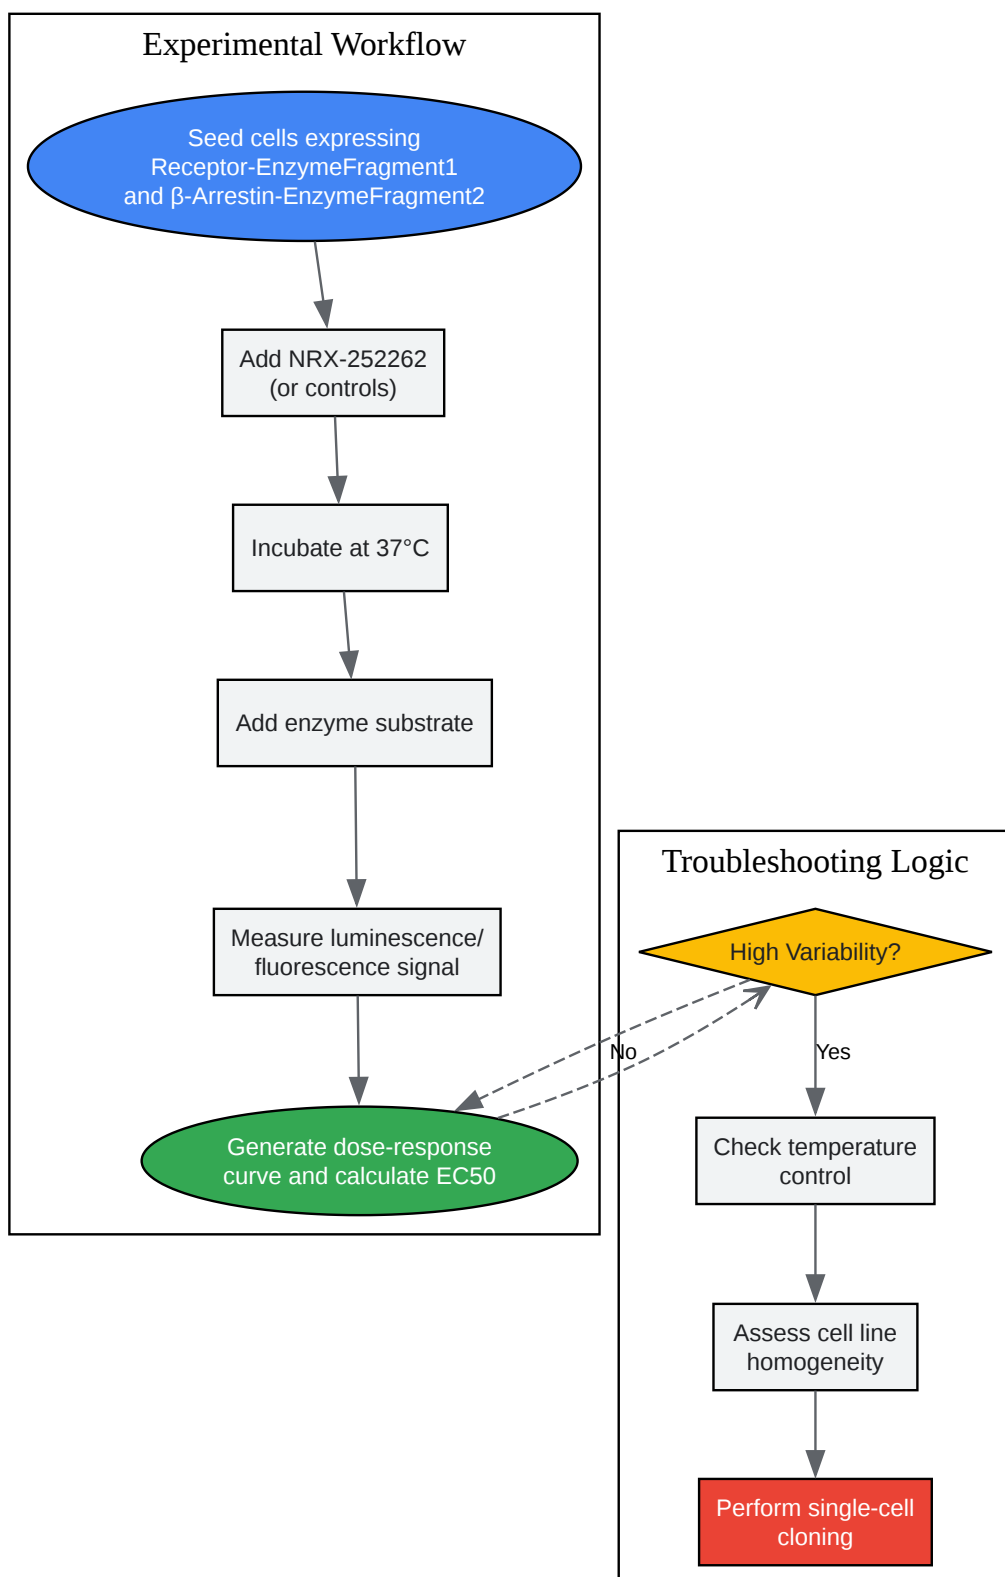 Experimental Workflow
Seed cells expressing
Receptor-EnzymeFragment1
and β-Arrestin-EnzymeFragment2
Add NRX-252262
(or controls)
Incubate at 37°C
Add enzyme substrate
Measure luminescence/
fluorescence signal
Generate dose-response
curve and calculate EC50
Troubleshooting Logic
High Variability?
No
Yes
Check temperature
control
Assess cell line
homogeneity
Perform single-cell
cloning